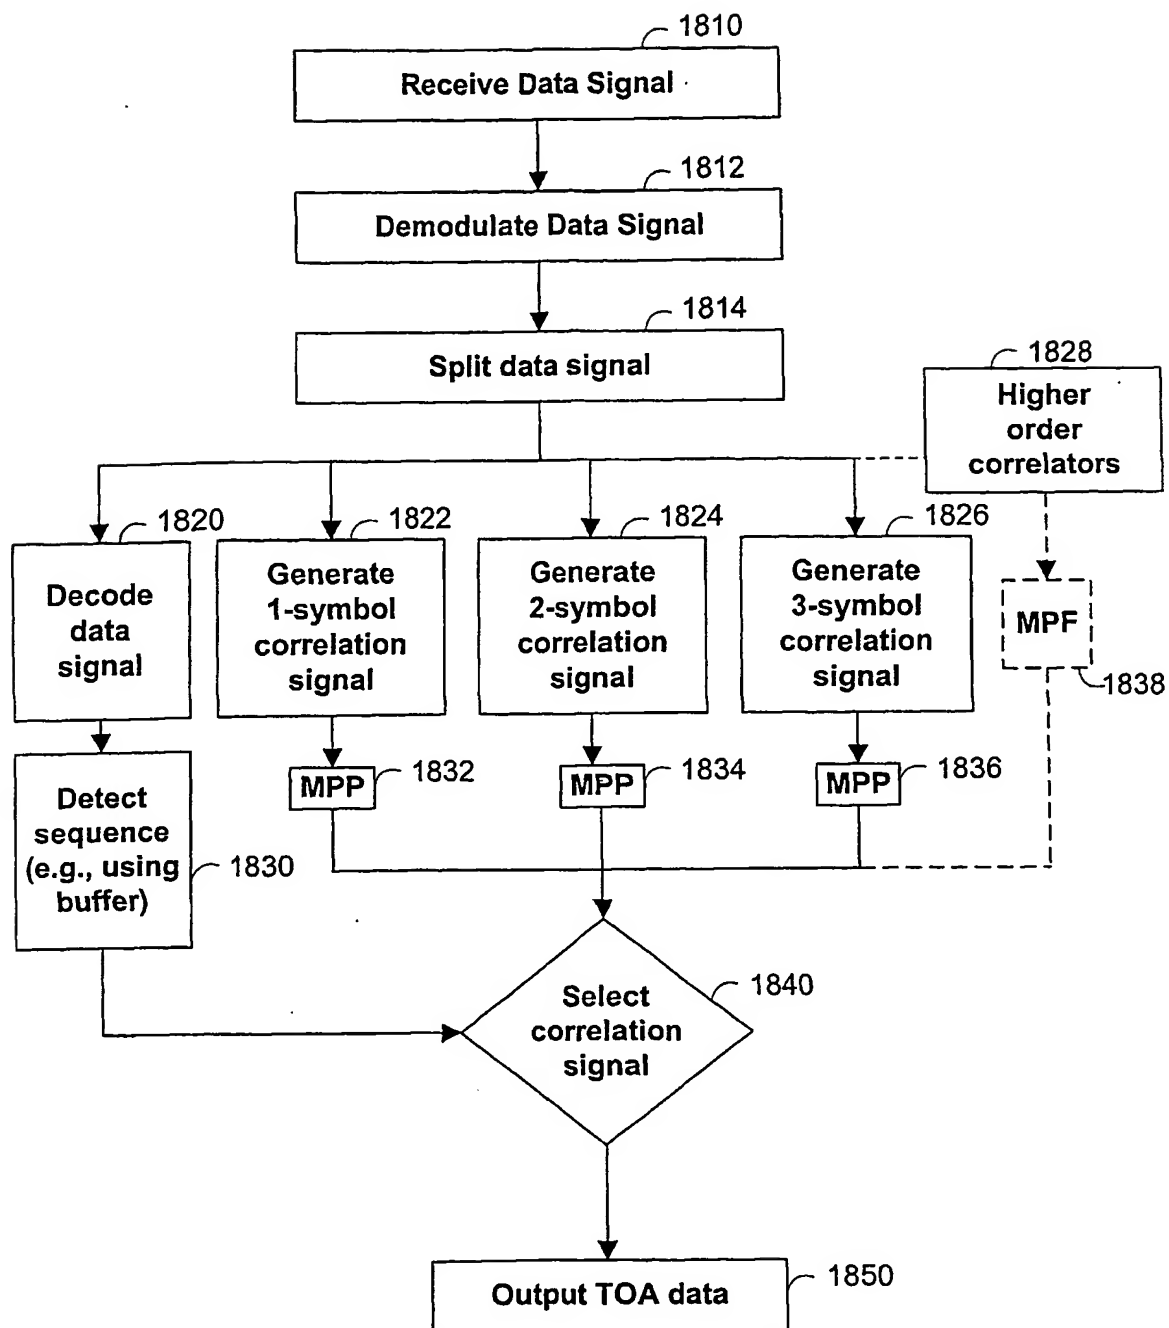 1810
Receive Data Signal
1812
Demodulate Data Signal
1814
Split data signal
1828
Higher
order
correlators
1820
Decode
data
signal
1822
Generate
1-symbol
correlation
signal
1824
Generate
2-symbol
correlation
signal
1826
Generate
3-symbol
correlation
signal
MPF
1838
Detect
sequence
(e.g., using
buffer)
1830
MPP
1832
MPP
1834
MPP
1836
Select
correlation
signal
1840
Output TOA data
1850